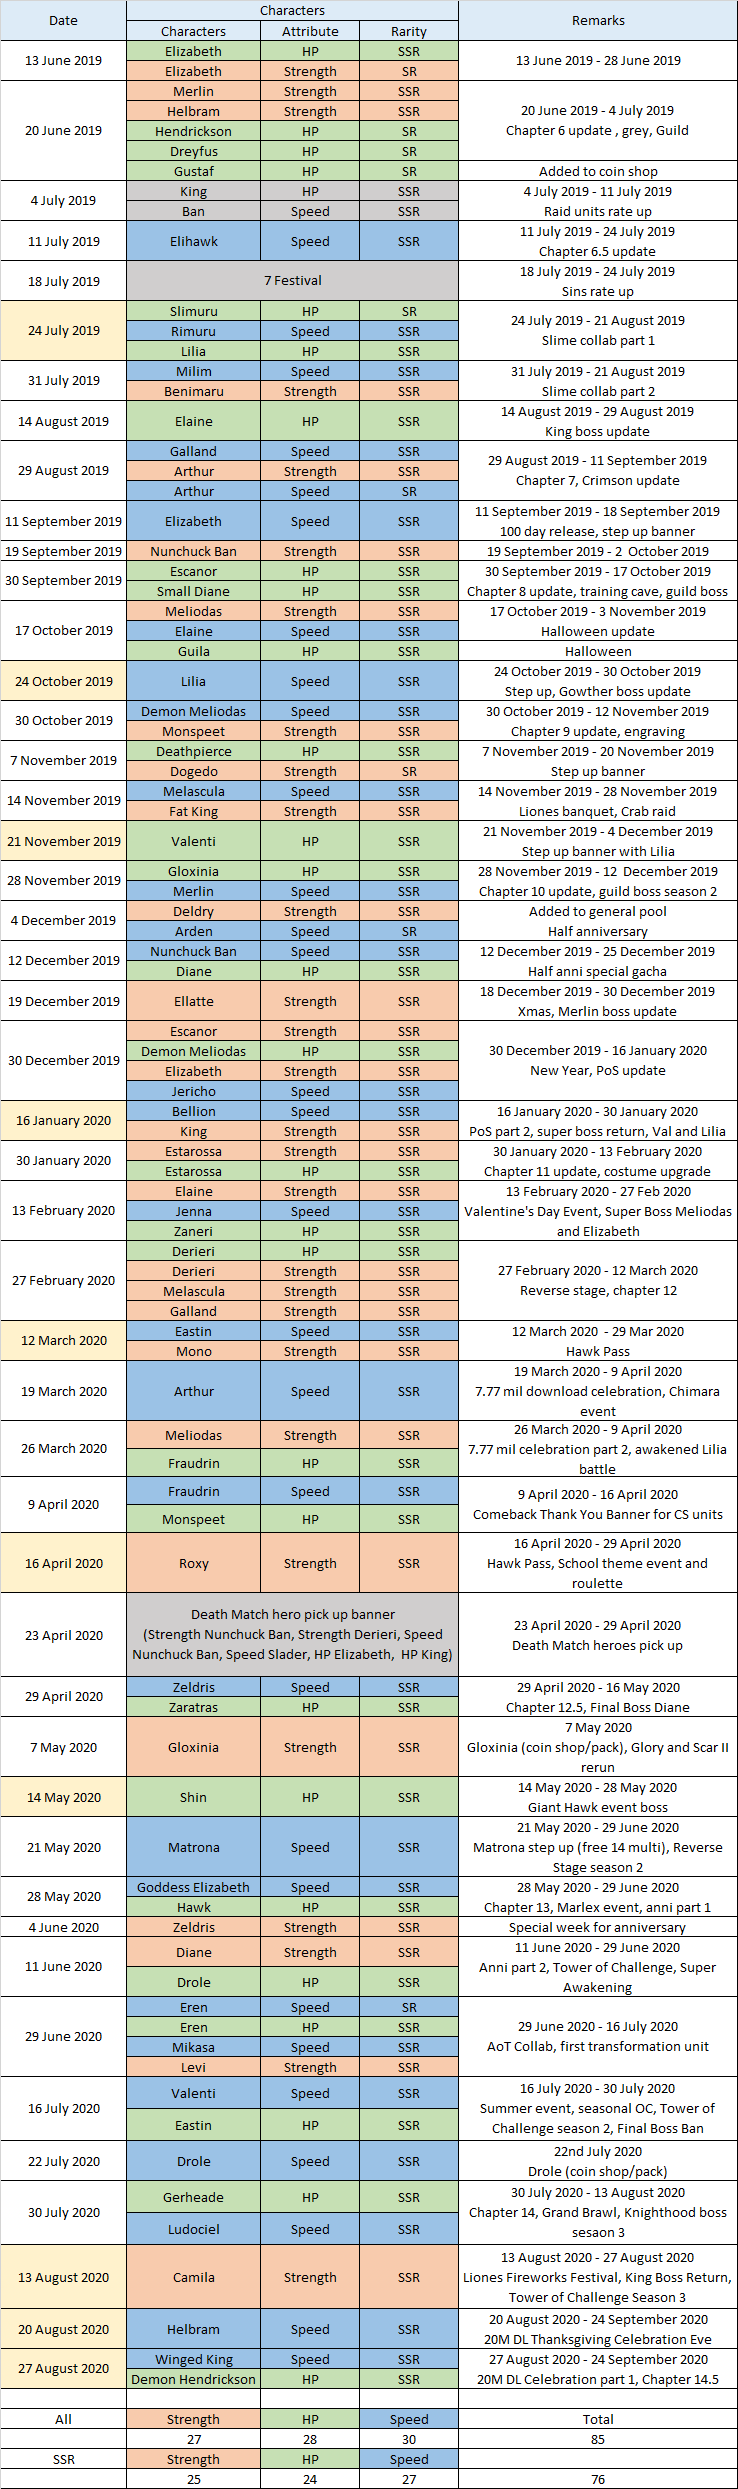 Date Characters Remarks
Characters Attribute Rarity
13 June 2019 Elizabeth HP SSR 13 June 2019 - 28 June 2019
Elizabeth Strength SR
20 June 2019 Merlin Strength SSR 20 June 2019 - 4 July 2019
Helbram Strength SSR Chapter 6 update , grey, Guild
Hendrickson HP SR
Dreyfus HP SR
Gustaf HP SR Added to coin shop
4 July 2019 King HP SSR 4 July 2019 - 11 July 2019
Ban Speed SSR Raid units rate up
11 July 2019 Elihawk Speed SSR 11 July 2019 - 24 July 2019
Chapter 6.5 update
18 July 2019 7 Festival 18 July 2019 - 24 July 2019
Sins rate up
24 July 2019 Slimuru HP SR 24 July 2019 - 21 August 2019
Rimuru Speed SSR Slime collab part 1
Lilia HP SSR
31 July 2019 Milim Speed SSR 31 July 2019 - 21 August 2019
Benimaru Strength SSR Slime collab part 2
14 August 2019 Elaine HP SSR 14 August 2019 - 29 August 2019
King boss update
29 August 2019 Galland Speed SSR 29 August 2019 - 11 September 2019
Arthur Strength SSR Chapter 7, Crimson update
Arthur Speed SR
11 September 2019 Elizabeth Speed SSR 11 September 2019 - 18 September 2019
100 day release, step up banner
19 September 2019 Nunchuck Ban Strength SSR 19 September 2019 - 2 October 2019
30 September 2019 Escanor HP SSR 30 September 2019 - 17 October 2019
Small Diane HP SSR Chapter 8 update, training cave, guild boss
17 October 2019 Meliodas Strength SSR 17 October 2019 - 3 November 2019
Elaine Speed SSR Halloween update
Guila HP SSR Halloween
24 October 2019 Lilia Speed SSR 24 October 2019 - 30 October 2019
Step up, Gowther boss update
30 October 2019 Demon Meliodas Speed SSR 30 October 2019 - 12 November 2019
Monspeet Strength SSR Chapter 9 update, engraving
7 November 2019 Deathpierce HP SSR 7 November 2019 - 20 November 2019
Dogedo Strength SR Step up banner
14 November 2019 Melascula Speed SSR 14 November 2019 - 28 November 2019
Fat King Strength SSR Liones banquet, Crab raid
21 November 2019 Valenti HP SSR 21 November 2019 - 4 December 2019
Step up banner with Lilia
28 November 2019 Gloxinia HP SSR 28 November 2019 - 12 December 2019
Merlin Speed SSR Chapter 10 update, guild boss season 2
4 December 2019 Deldry Strength SSR Added to general pool
Arden Speed SR Half anniversary
12 December 2019 Nunchuck Ban Speed SSR 12 December 2019 - 25 December 2019
Diane HP SSR Half anni special gacha
19 December 2019 Ellatte Strength SSR 18 December 2019 - 30 December 2019
Xmas, Merlin boss update
30 December 2019 Escanor Strength SSR 30 December 2019 - 16 January 2020
Demon Meliodas HP SSR New Year, PoS update
Elizabeth Strength SSR
Jericho Speed SSR
16 January 2020 Bellion Speed SSR 16 January 2020 - 30 January 2020
King Strength SSR PoS part 2, super boss return, Val and Lilia
30 January 2020 Estarossa Strength SSR 30 January 2020 - 13 February 2020
Estarossa HP SSR Chapter 11 update, costume upgrade
13 February 2020 Elaine Strength SSR 13 February 2020 - 27 Feb 2020
Jenna Speed SSR Valentine's Day Event, Super Boss Meliodas
Zaneri HP SSR and Elizabeth
27 February 2020 Derieri HP SSR 27 February 2020 - 12 March 2020
Derieri Strength SSR Reverse stage, chapter 12
Melascula Strength SSR
Galland Strength SSR
12 March 2020 Eastin Speed SSR 12 March 2020 - 29 Mar 2020
Mono Strength SSR Hawk Pass
19 March 2020 Arthur Speed SSR 19 March 2020 - 9 April 2020
7.77 mil download celebration, Chimara
event
26 March 2020 Meliodas Strength SSR 26 March 2020 - 9 April 2020
Fraudrin HP SSR 7.77 mil celebration part 2, awakened Lilia
battle
9 April 2020 Fraudrin Speed SSR 9 April 2020 - 16 April 2020
Monspeet HP SSR Comeback Thank You Banner for CS units
16 April 2020 Roxy Strength SSR 16 April 2020 - 29 April 2020
Hawk Pass, School theme event and
roulette
23 April 2020 Death Match hero pick up banner 23 April 2020 - 29 April 2020
(Strength Nunchuck Ban, Strength Derieri, Speed Death Match heroes pick up
Nunchuck Ban, Speed Slader, HP Elizabeth, HP King)
29 April 2020 Zeldris Speed SSR 29 April 2020 - 16 May 2020
Zaratras HP SSR Chapter 12.5, Final Boss Diane
7 May 2020 Gloxinia Strength SSR 7 May 2020
Gloxinia (coin shop/pack), Glory and Scar II
rerun
14 May 2020 Shin HP SSR 14 May 2020 - 28 May 2020
Giant Hawk event boss
21 May 2020 Matrona Speed SSR 21 May 2020 - 29 June 2020
Matrona step up (free 14 multi), Reverse
Stage season 2
28 May 2020 Goddess Elizabeth Speed SSR 28 May 2020 - 29 June 2020
Hawk HP SSR Chapter 13, Marlex event, anni part 1
4 June 2020 Zeldris Strength SSR Special week for anniversary
11 June 2020 Diane Strength SSR 11 June 2020 - 29 June 2020
Drole HP SSR Anni part 2, Tower of Challenge, Super
Awakening
29 June 2020 Eren Speed SR 29 June 2020 - 16 July 2020
Eren HP SSR AoT Collab, first transformation unit
Mikasa Speed SSR
Levi Strength SSR
16 July 2020 Valenti Speed SSR 16 July 2020 - 30 July 2020
Eastin HP SSR Summer event, seasonal OC, Tower of
Challenge season 2, Final Boss Ban
22 July 2020 Drole Speed SSR 22nd July 2020
Drole (coin shop/pack)
30 July 2020 Gerheade HP SSR 30 July 2020 - 13 August 2020
Ludociel Speed SSR Chapter 14, Grand Brawl, Knighthood boss
sesaon 3
13 August 2020 Camila Strength SSR 13 August 2020 - 27 August 2020
Liones Fireworks Festival, King Boss Return,
Tower of Challenge Season 3
20 August 2020 Helbram Speed SSR 20 August 2020 - 24 September 2020
20M DL Thanksgiving Celebration Eve
27 August 2020 Winged King Speed SSR 27 August 2020 - 24 September 2020
Demon Hendrickson HP SSR 20M DL Celebration part 1, Chapter 14.5
All Strength HP Speed Total
27 28 30 85
SSR Strength HP Speed
25 24 27 76